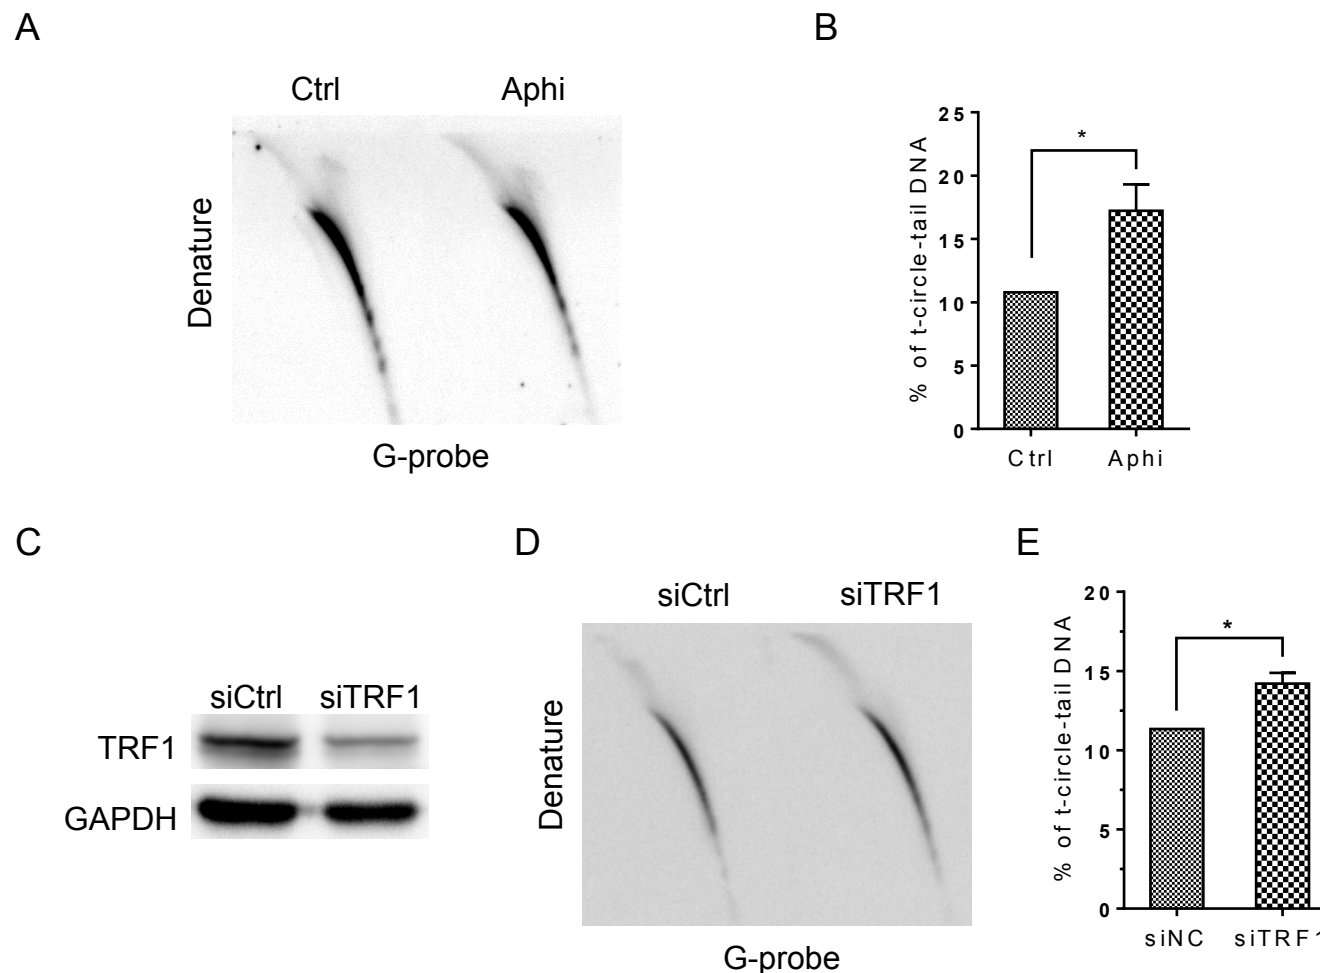 A
B
Ctrl Aphi
Denature
G-probe
% of t-circle-tail DNA
25
20
15
10
5
0
*
Ctrl Aphi
C
D
E
siCtrl siTRF1
TRF1
GAPDH
siCtrl siTRF1
Denature
G-probe
% of t-circle-tail DNA
20
15
10
5
0
*
siNC siTRF1